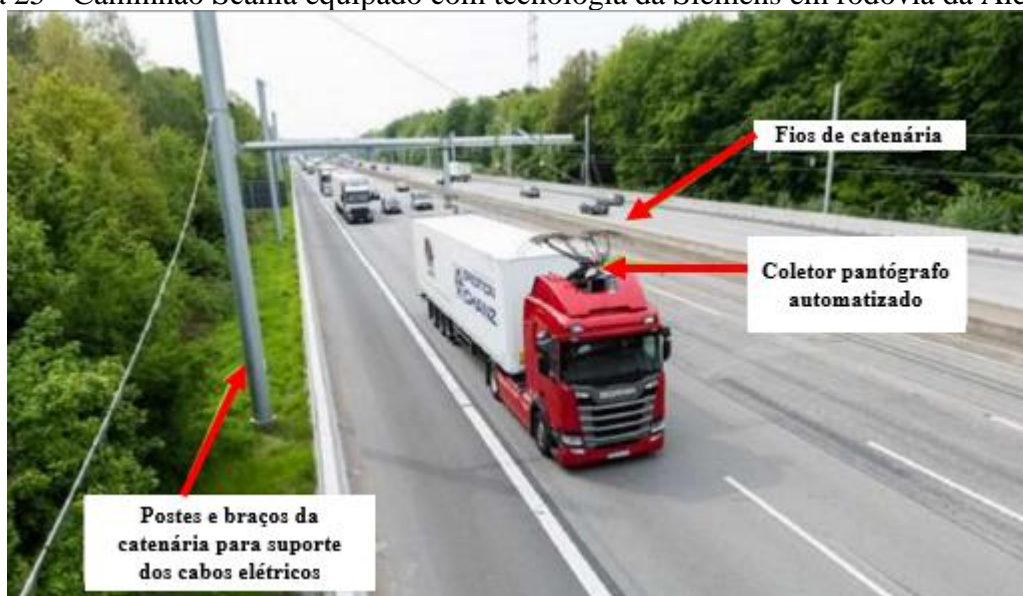 Caminhão Scania equipado com tecnologia da Siemens em rodovia da
Fios de catenária
Coletor pantógrafo
automatizado
Postes e braços da
catenária para suporte
dos cabos elétricos